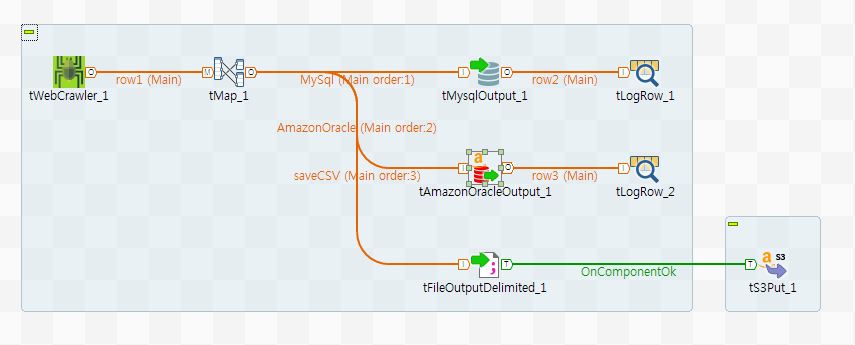 row1 (Main)
MySql (Main order:1)
row2 (Main)
tWebCrawler_1
tMap_1
tMysqlOutput_1
tLogRow_1
AmazonOracle (Main order:2)
saveCSV (Main order:3)
row3 (Main)
tAmazonOracleOutput_1
tLogRow_2
OnComponentOk
S3
tFileOutputDelimited_1
tS3Put_1